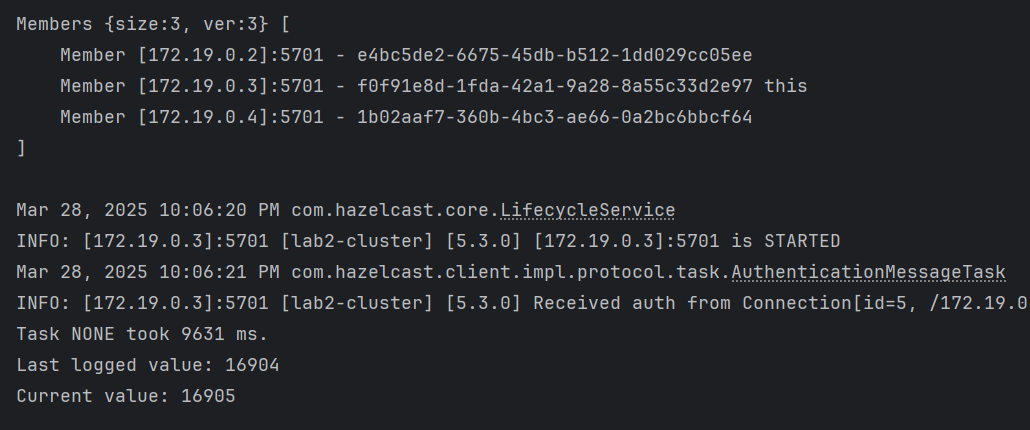 Members {size:3, ver:3} [
    Member [172.19.0.2]:5701 - e4bc5de2-6675-45db-b512-1dd029cc05ee
    Member [172.19.0.3]:5701 - f0f91e8d-1fda-42a1-9a28-8a55c33d2e97 this
    Member [172.19.0.4]:5701 - 1b02aaf7-360b-4bc3-ae66-0a2bc6bbcf64
]
Mar 28, 2025 10:06:20 PM com.hazelcast.core.LifecycleService
INFO: [172.19.0.3]:5701 [lab2-cluster] [5.3.0] [172.19.0.3]:5701 is STARTED
Mar 28, 2025 10:06:21 PM com.hazelcast.client.impl.protocol.task.AuthenticationMessageTask
INFO: [172.19.0.3]:5701 [lab2-cluster] [5.3.0] Received auth from Connection[id=5, /172.19.0
Task NONE took 9631 ms.
Last logged value: 16904
Current value: 16905